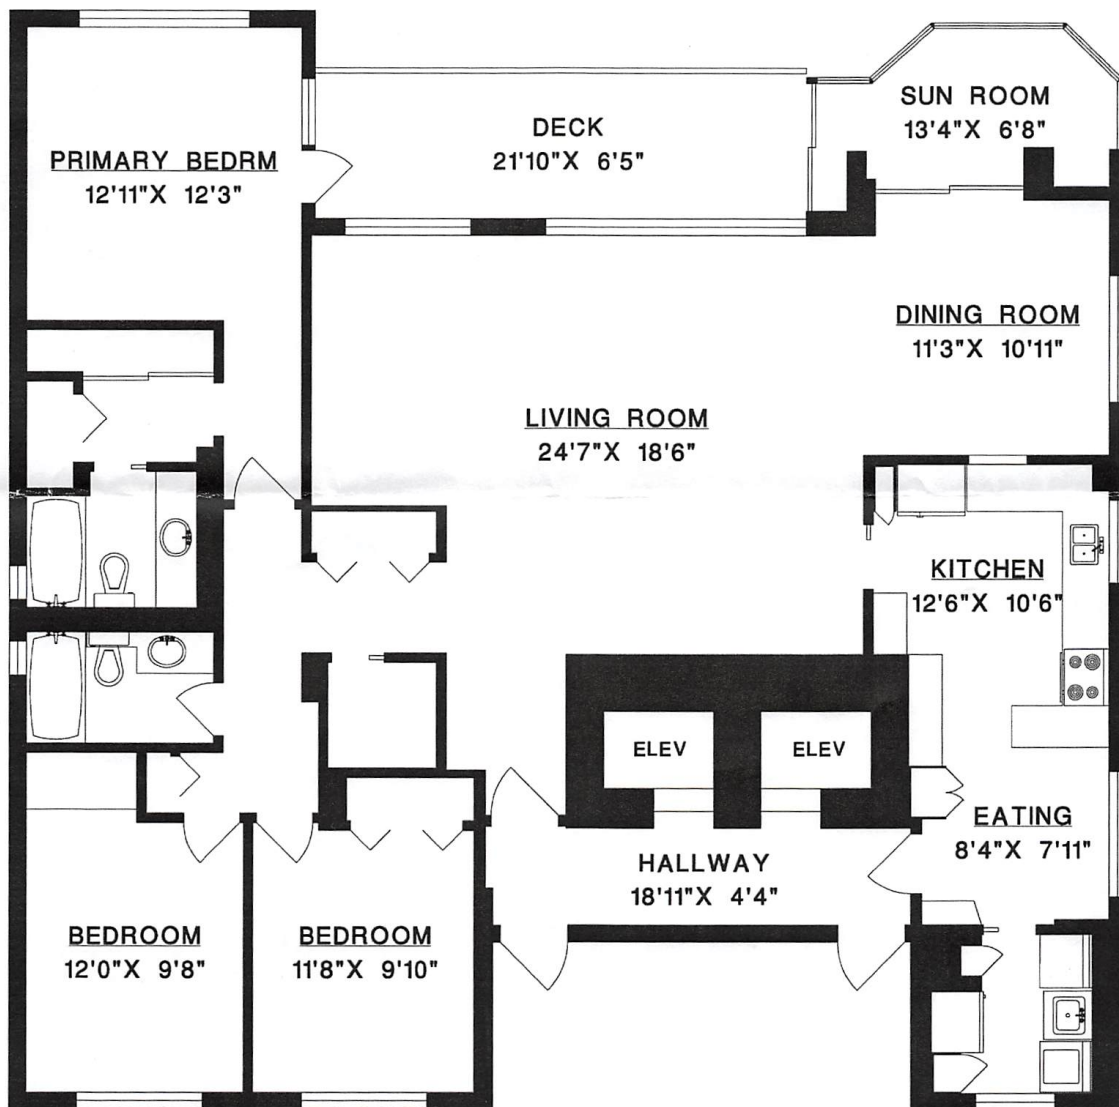 SUN ROOM
13'4"X 6'8"
DECK
21'10"X 6'5"
PRIMARY BEDRM
12'11"X 12'3"
DINING ROOM
11'3"X 10'11"
LIVING ROOM
24'7"X 18'6"
KITCHEN
12'6"X 10'6"
ELEV
ELEV
EATING
8'4"X 7'11"
HALLWAY
18'11"X 4'4"
BEDROOM
12'0"X 9'8"
BEDROOM
11'8"X 9'10"